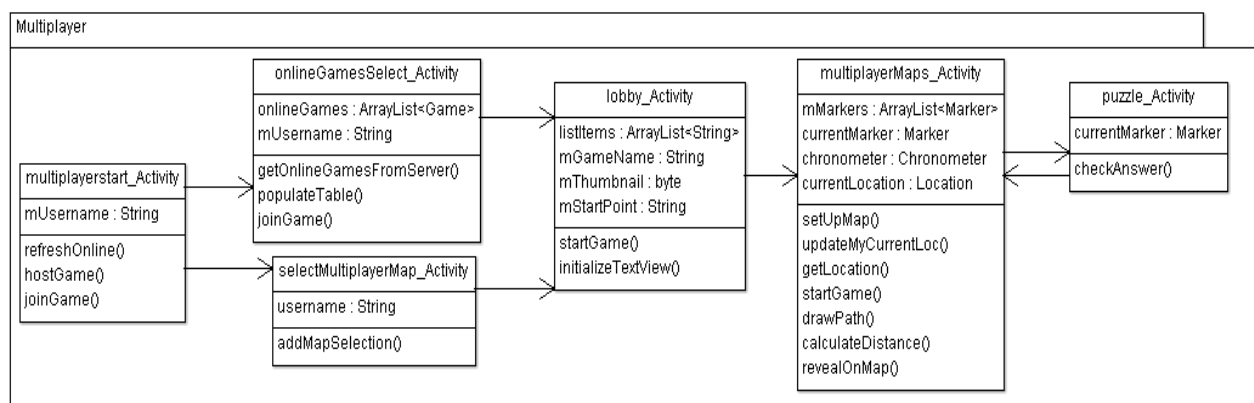 Multiplayer
multiplayerstart_Activity
mUsername : String
refreshOnline()
hostGame()
joinGame()
onlineGamesSelect_Activity
onlineGames : ArrayList<Game>
mUsername : String
getOnlineGamesFromServer()
populateTable()
joinGame()
selectMultiplayerMap_Activity
username : String
addMapSelection()
lobby_Activity
listItems : ArrayList<String>
mGameName : String
mThumbnail : byte
mStartPoint : String
startGame()
initializeTextView()
multiplayerMaps_Activity
mMarkers : ArrayList<Marker>
currentMarker : Marker
chronometer : Chronometer
currentLocation : Location
setUpMap()
updateMyCurrentLoc()
getLocation()
startGame()
drawPath()
calculateDistance()
revealOnMap()
puzzle_Activity
currentMarker : Marker
checkAnswer()